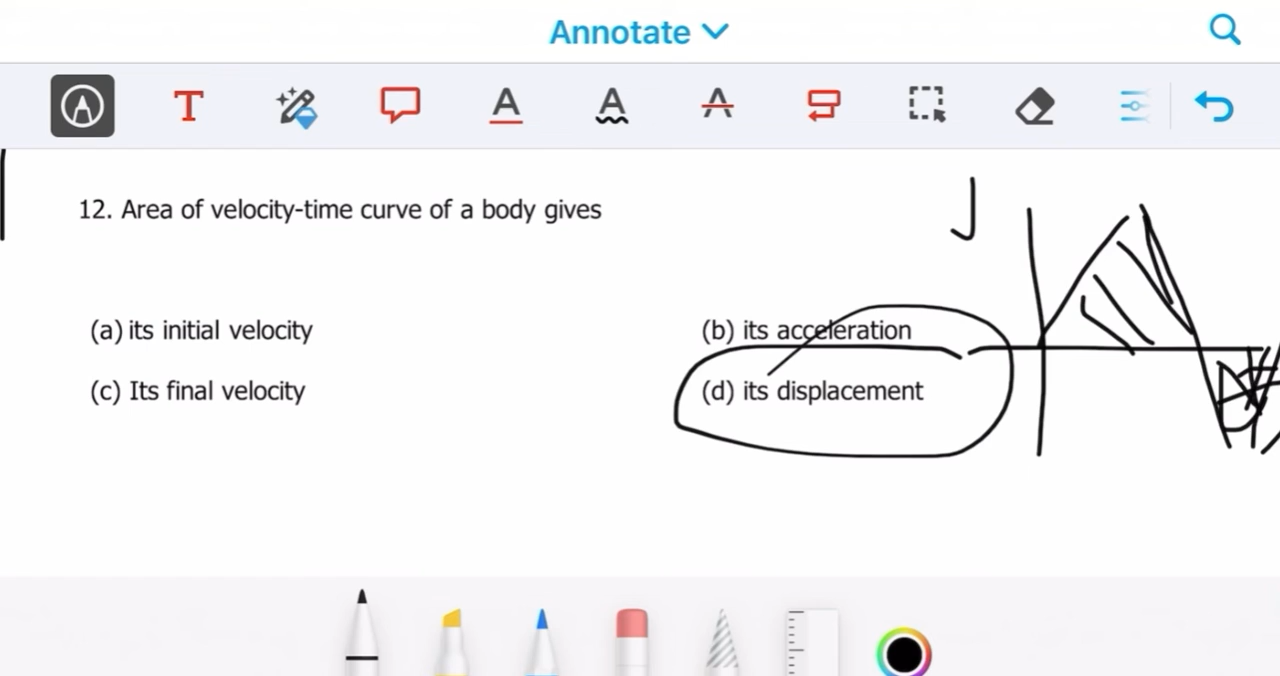 Annotate
12. Area of velocity-time curve of a body gives
(a) its initial velocity
(b) its acceleration
(c) Its final velocity
(d) its displacement